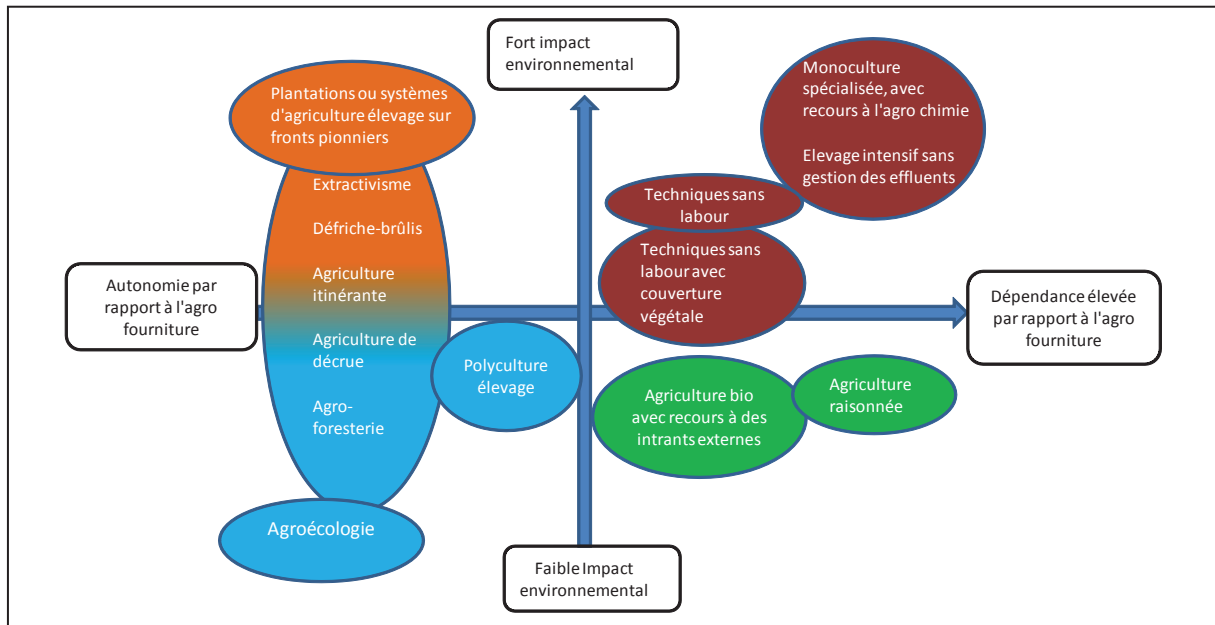 Fort impact
environnemental
Plantations ou systèmes
d'agriculture élevage sur
fronts pionniers
Extractivisme
Défriche-brûlis
Agriculture
itinérante
Agriculture de
décrue
Agro-
foresterie
Agroécologie
Autonomie par
rapport à l'agro
fourniture
Polyculture
élevage
Monoculture
spécialisée, avec
recours à l'agro chimie
Elevage intensif sans
gestion des effluents
Techniques sans
labour
Techniques sans
labour avec
couverture
végétale
Dépendance élevée
par rapport à l'agro
fourniture
Agriculture bio
avec recours à des
intrants externes
Agriculture
raisonnée
Faible Impact
environnemental